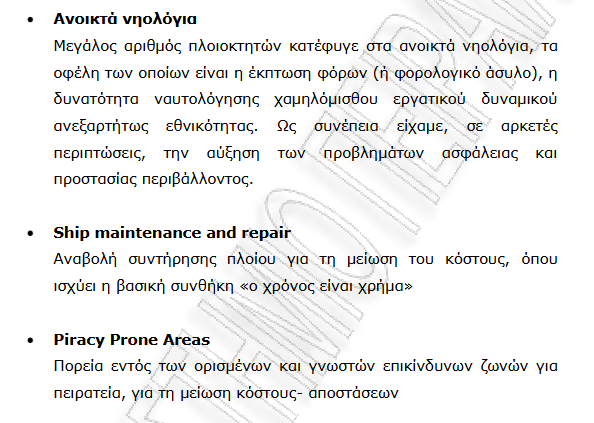 • Ανοικτά νηολόγια
Μεγάλος αριθμός πλοιοκτητών κατέφυγε στα ανοικτά νηολόγια, τα
οφέλη των οποίων είναι η έκπτωση φόρων (ή φορολογικό άσυλο), η
δυνατότητα ναυτολόγησης χαμηλόμισθου εργατικού δυναμικού
ανεξαρτήτως εθνικότητας. Ως συνέπεια είχαμε, σε αρκετές
περιπτώσεις, την αύξηση των προβλημάτων ασφάλειας και
προστασίας περιβάλλοντος.
• Ship maintenance and repair
Αναβολή συντήρησης πλοίου για τη μείωση του κόστους, όπου
ισχύει η βασική συνθήκη «ο χρόνος είναι χρήμα»
• Piracy Prone Areas
Πορεία εντός των ορισμένων και γνωστών επικίνδυνων ζωνών για
πειρατεία, για τη μείωση κόστους- αποστάσεων